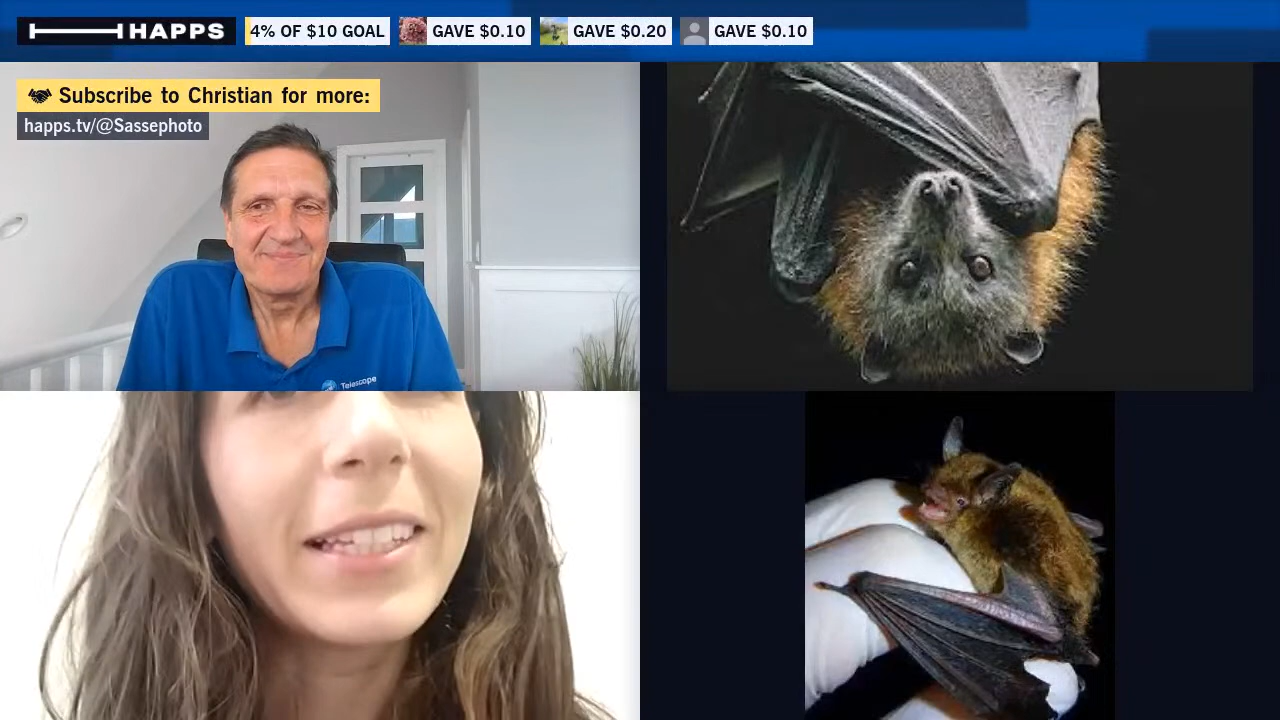 HAPPS
4% OF $10 GOAL
GAVE $0.10
GAVE $0.20
GAVE $0.10
Subscribe to Christian for more:
happs.tv/@Sassephoto
Telescope